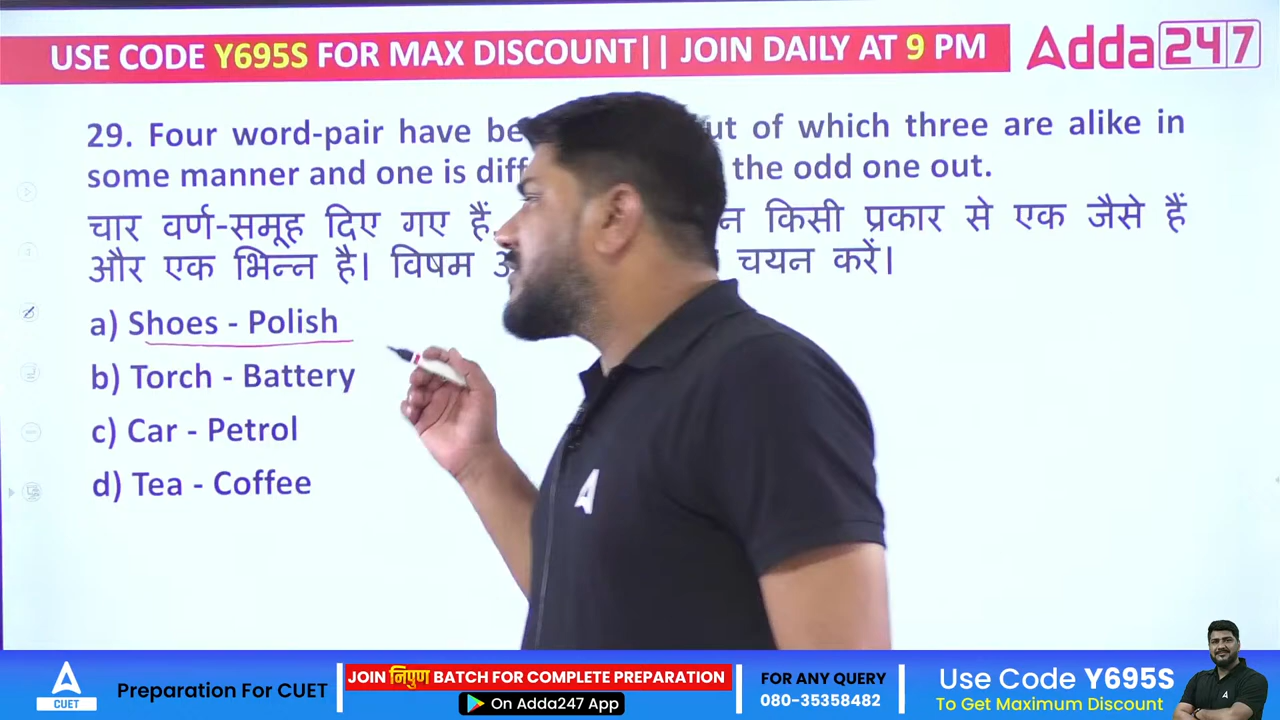 USE CODE Y695S FOR MAX DISCOUNT|| JOIN DAILY AT 9 PM
Adda247
29. Four word-pair have be ut of which three are alike in
some manner and one is diff the odd one out.
चार वर्ण-समूह दिए गए हैं, न किसी प्रकार से एक जैसे हैं
और एक भिन्न है। विषम अ चयन करें।
a) Shoes - Polish
b) Torch - Battery
c) Car - Petrol
d) Tea - Coffee
CUET
Preparation For CUET
JOIN निपुण BATCH FOR COMPLETE PREPARATION
On Adda247 App
FOR ANY QUERY
080-35358482
Use Code Y695S
To Get Maximum Discount